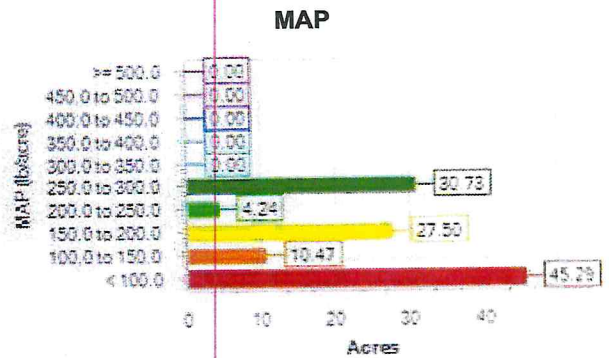 MAP
MAP (lb/acre)
>= 500.0 0.00
450.0 to 500.0 0.00
400.0 to 450.0 0.00
350.0 to 400.0 0.00
300.0 to 350.0 0.00
250.0 to 300.0 30.73
200.0 to 250.0 4.24
150.0 to 200.0 27.50
100.0 to 150.0 10.47
< 100.0 45.29
0 10 20 30 40
Acres